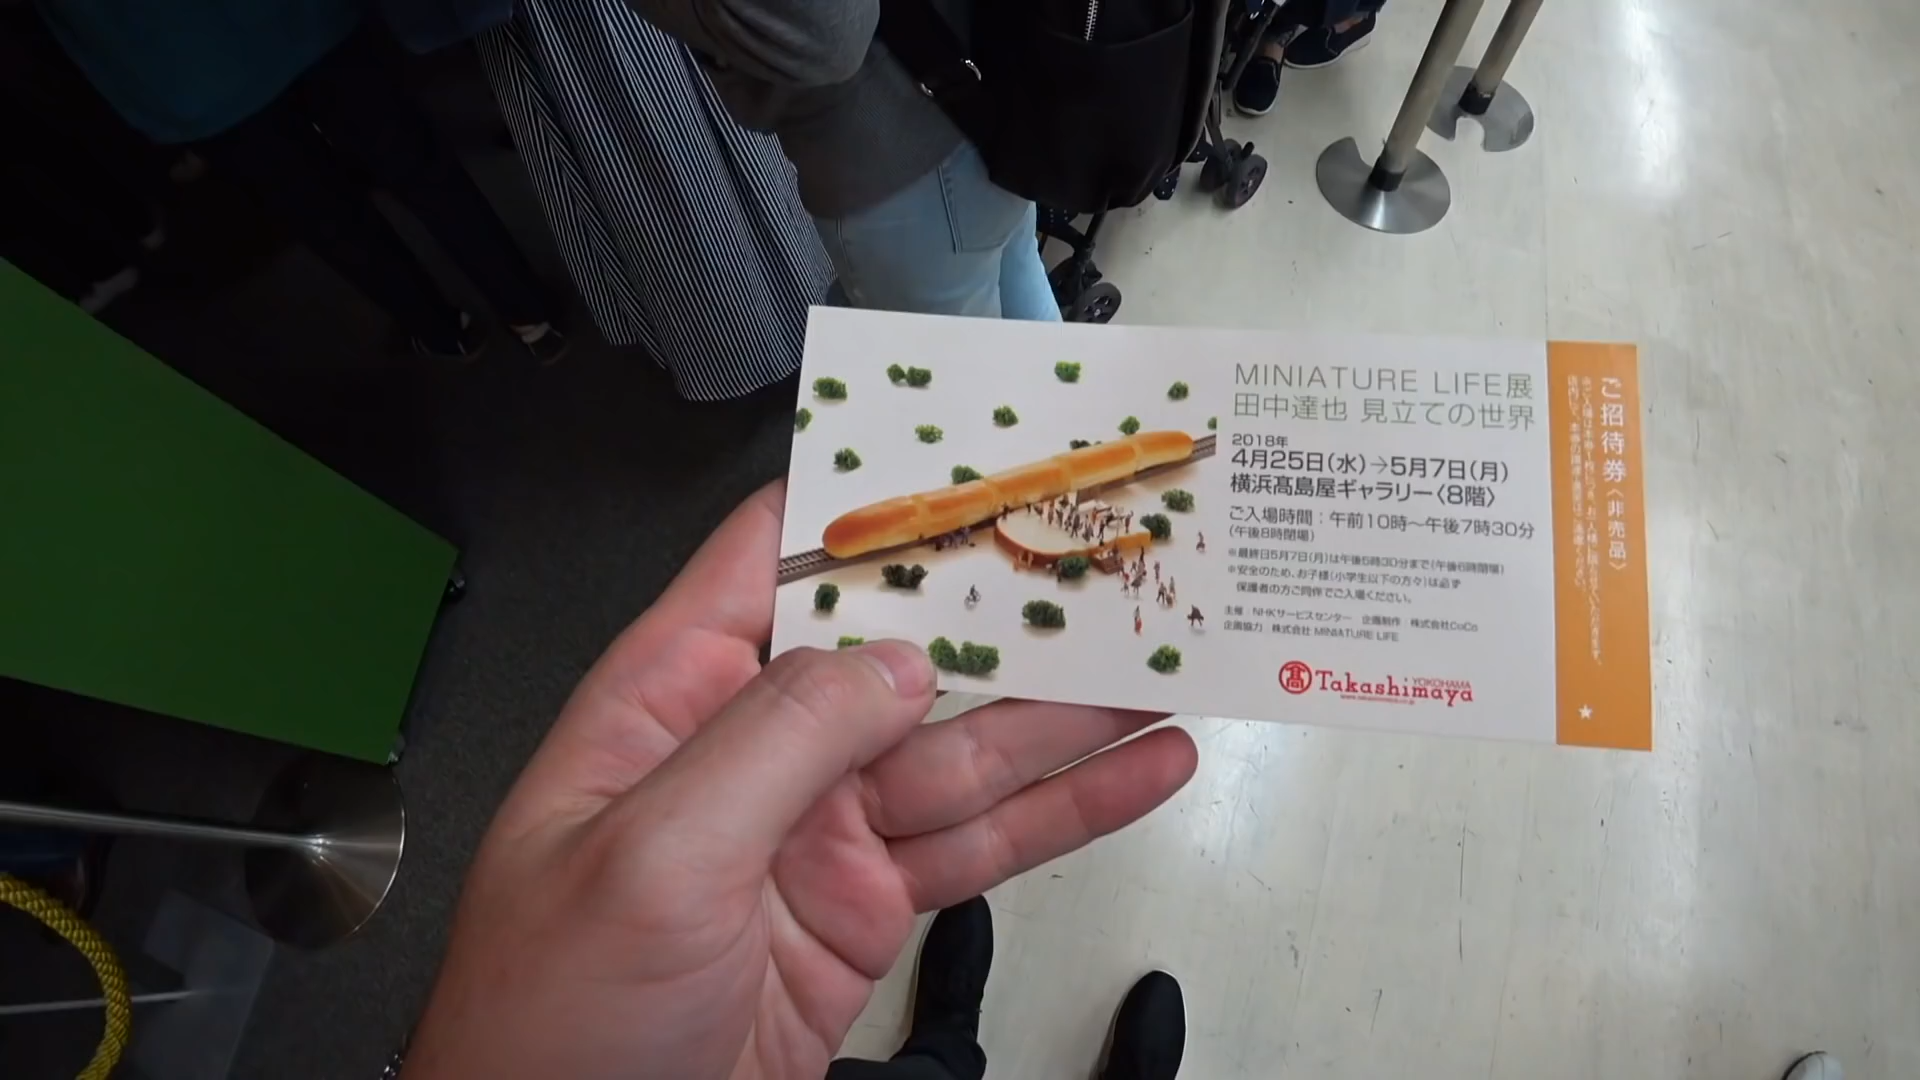 MINIATURE LIFE展
田中達也 見立ての世界
2018年
4月25日(水)→5月7日(月)
横浜髙島屋ギャラリー〈8階〉
ご入場時間：午前10時～午後7時30分
(午後8時閉場)
※最終日5月7日(月)は午後5時30分まで(午後6時閉場)
※安全のため、お子様(小学生以下の方々)は必ず
保護者の方ご同伴でご入場ください。
主催：NHKサービスセンター 企画制作：株式会社CoCo
企画協力：株式会社 MINIATURE LIFE
髙 Takashimaya YOKOHAMA
ご招待券〈非売品〉
★